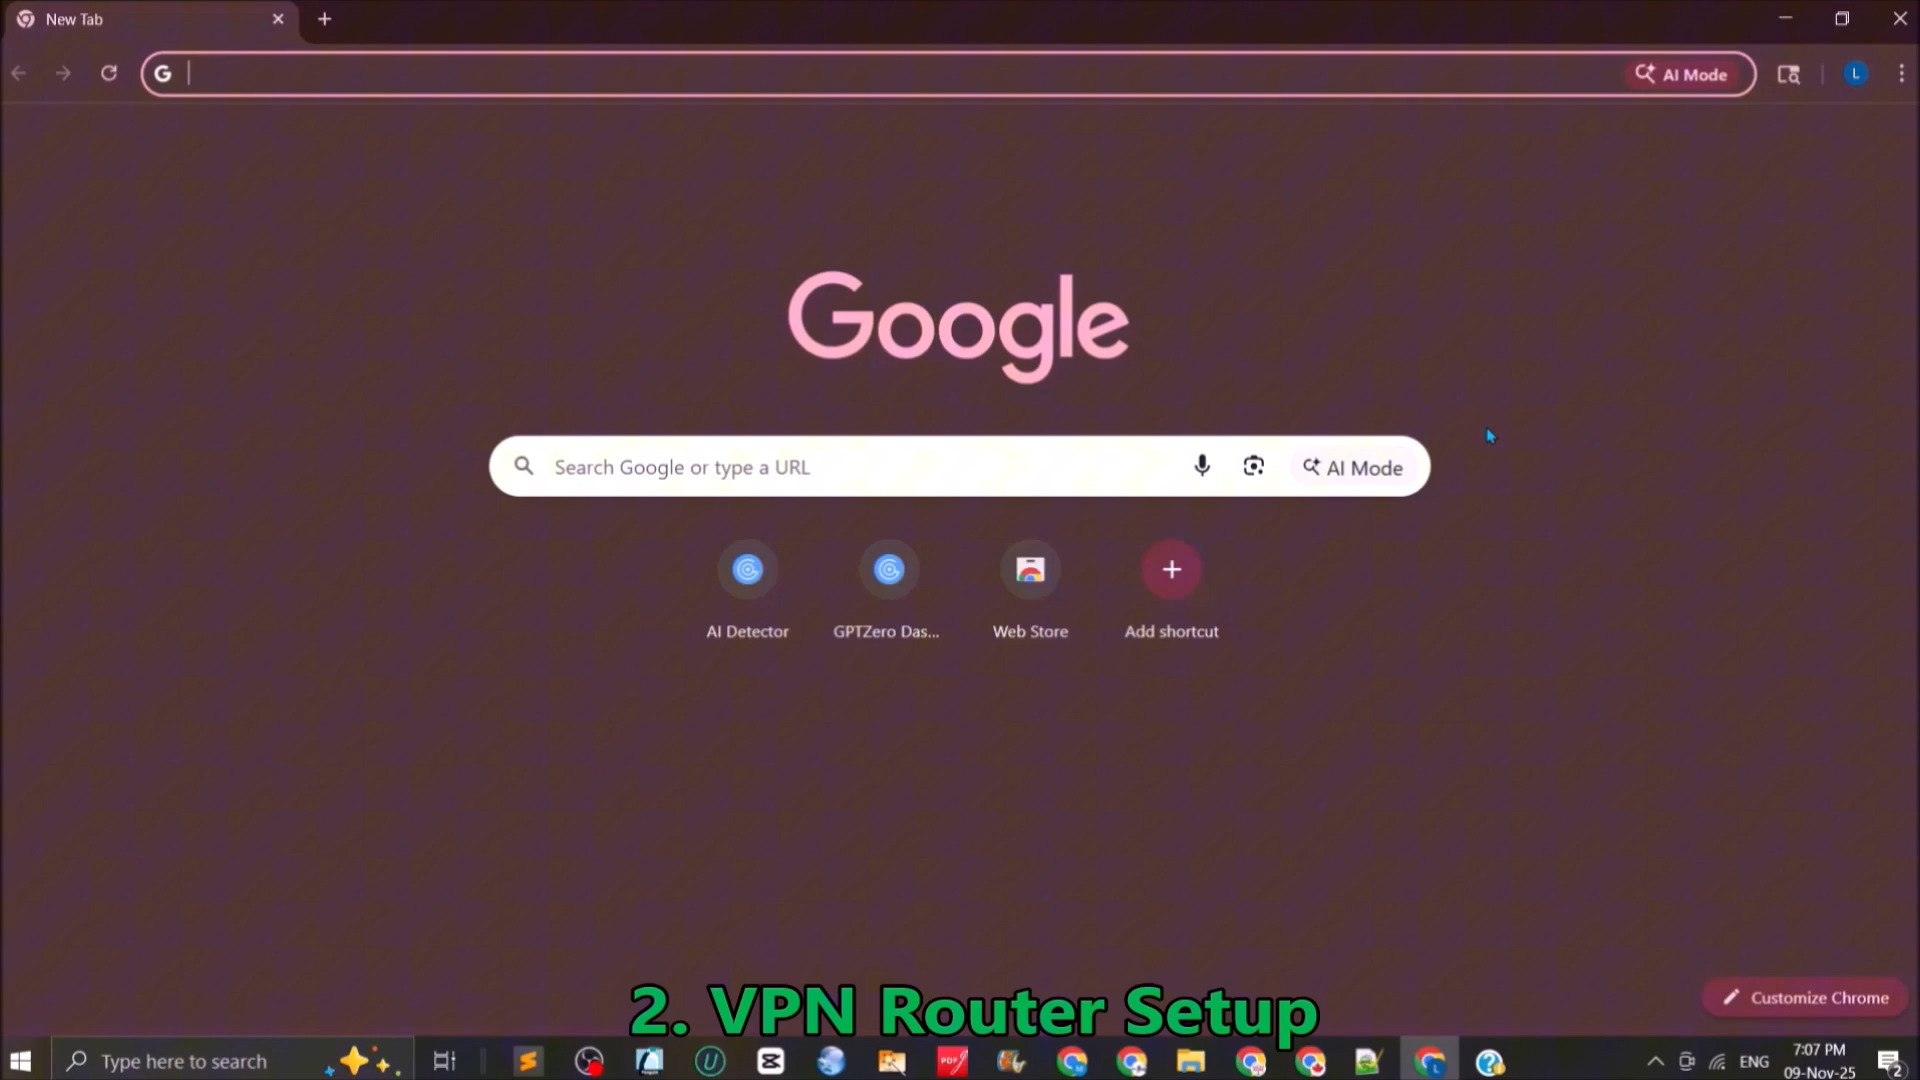 New Tab
AI Mode
L
Google
Search Google or type a URL
AI Mode
AI Detector
GPTZero Das...
Web Store
Add shortcut
Customize Chrome
2. VPN Router Setup
Type here to search
ENG
7:07 PM
09-Nov-25
2